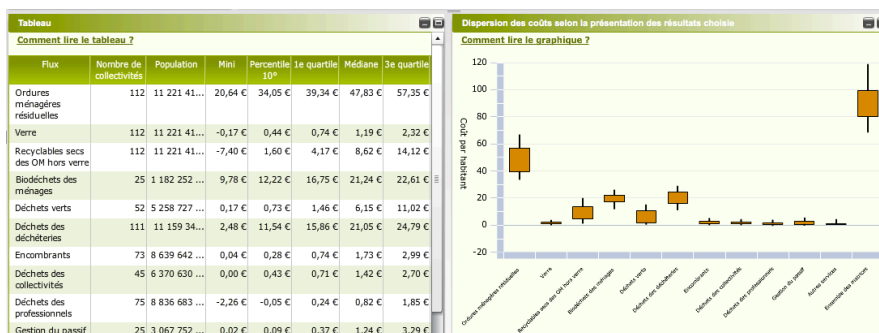 Tableau
Comment lire le tableau ?
Flux Nombre de collectivités Population Mini Percentile 10° 1e quartile Médiane 3e quartile
Ordures ménagères résiduelles 112 11 221 41... 20,64 € 34,05 € 39,34 € 47,83 € 57,35 €
Verre 112 11 221 41... -0,17 € 0,44 € 0,74 € 1,19 € 2,32 €
Recyclables secs des OM hors verre 112 11 221 41... -7,40 € 1,60 € 4,17 € 8,62 € 14,12 €
Biodéchets des ménages 25 1 182 252 ... 9,78 € 12,22 € 16,75 € 21,24 € 22,61 €
Déchets verts 52 5 258 727 ... 0,17 € 0,73 € 1,46 € 6,15 € 11,02 €
Déchets des déchéteries 111 11 159 34... 2,48 € 11,54 € 15,86 € 21,05 € 24,79 €
Encombrants 73 8 639 642 ... 0,04 € 0,28 € 0,74 € 1,73 € 2,99 €
Déchets des collectivités 45 6 370 630 ... 0,00 € 0,43 € 0,71 € 1,42 € 2,70 €
Déchets des professionnels 75 8 836 683 ... -2,26 € -0,05 € 0,24 € 0,82 € 1,85 €
Gestion du passif 25 3 067 752 ... 0,02 € 0,09 € 0,37 € 1,24 € 3,29 €
Dispersion des coûts selon la présentation des résultats choisie
Comment lire le graphique ?
Coût par habitant
120
100
80
60
40
20
0
-20
Ordures ménagères résiduelles
Verre
Recyclables secs des OM hors verre
Biodéchets des ménages
Déchets verts
Déchets des déchèteries
Encombrants
Déchets des collectivités
Déchets des professionnels
Gestion du passif
Autres services
Ensemble des matrices